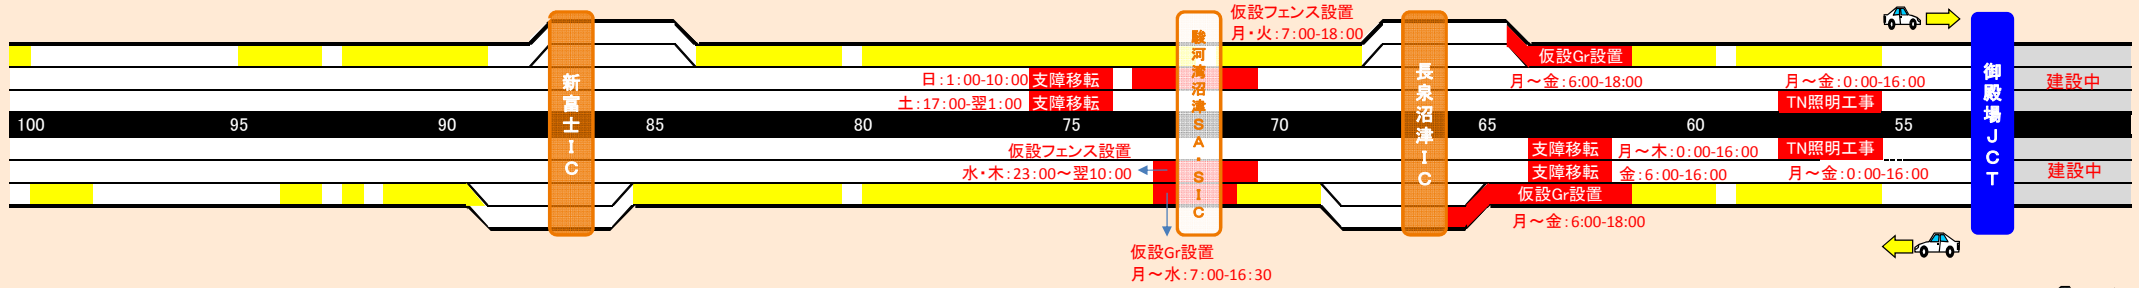 仮設フェンス設置
月・火:7:00-18:00
仮設Gr設置
日:1:00-10:00 支障移転
月～金:6:00-18:00
月～金:0:00-16:00
建設中
土:17:00-翌1:00 支障移転
TN照明工事
新富士IC
駿河湾沼津SA・SIC
長泉沼津IC
御殿場JCT
100 95 90 85 80 75 70 65 60 55
仮設フェンス設置
支障移転 月～木:0:00-16:00
TN照明工事
水・木:23:00～翌10:00
支障移転 金:6:00-16:00
月～金:0:00-16:00
建設中
仮設Gr設置
月～金:6:00-18:00
仮設Gr設置
月～水:7:00-16:30